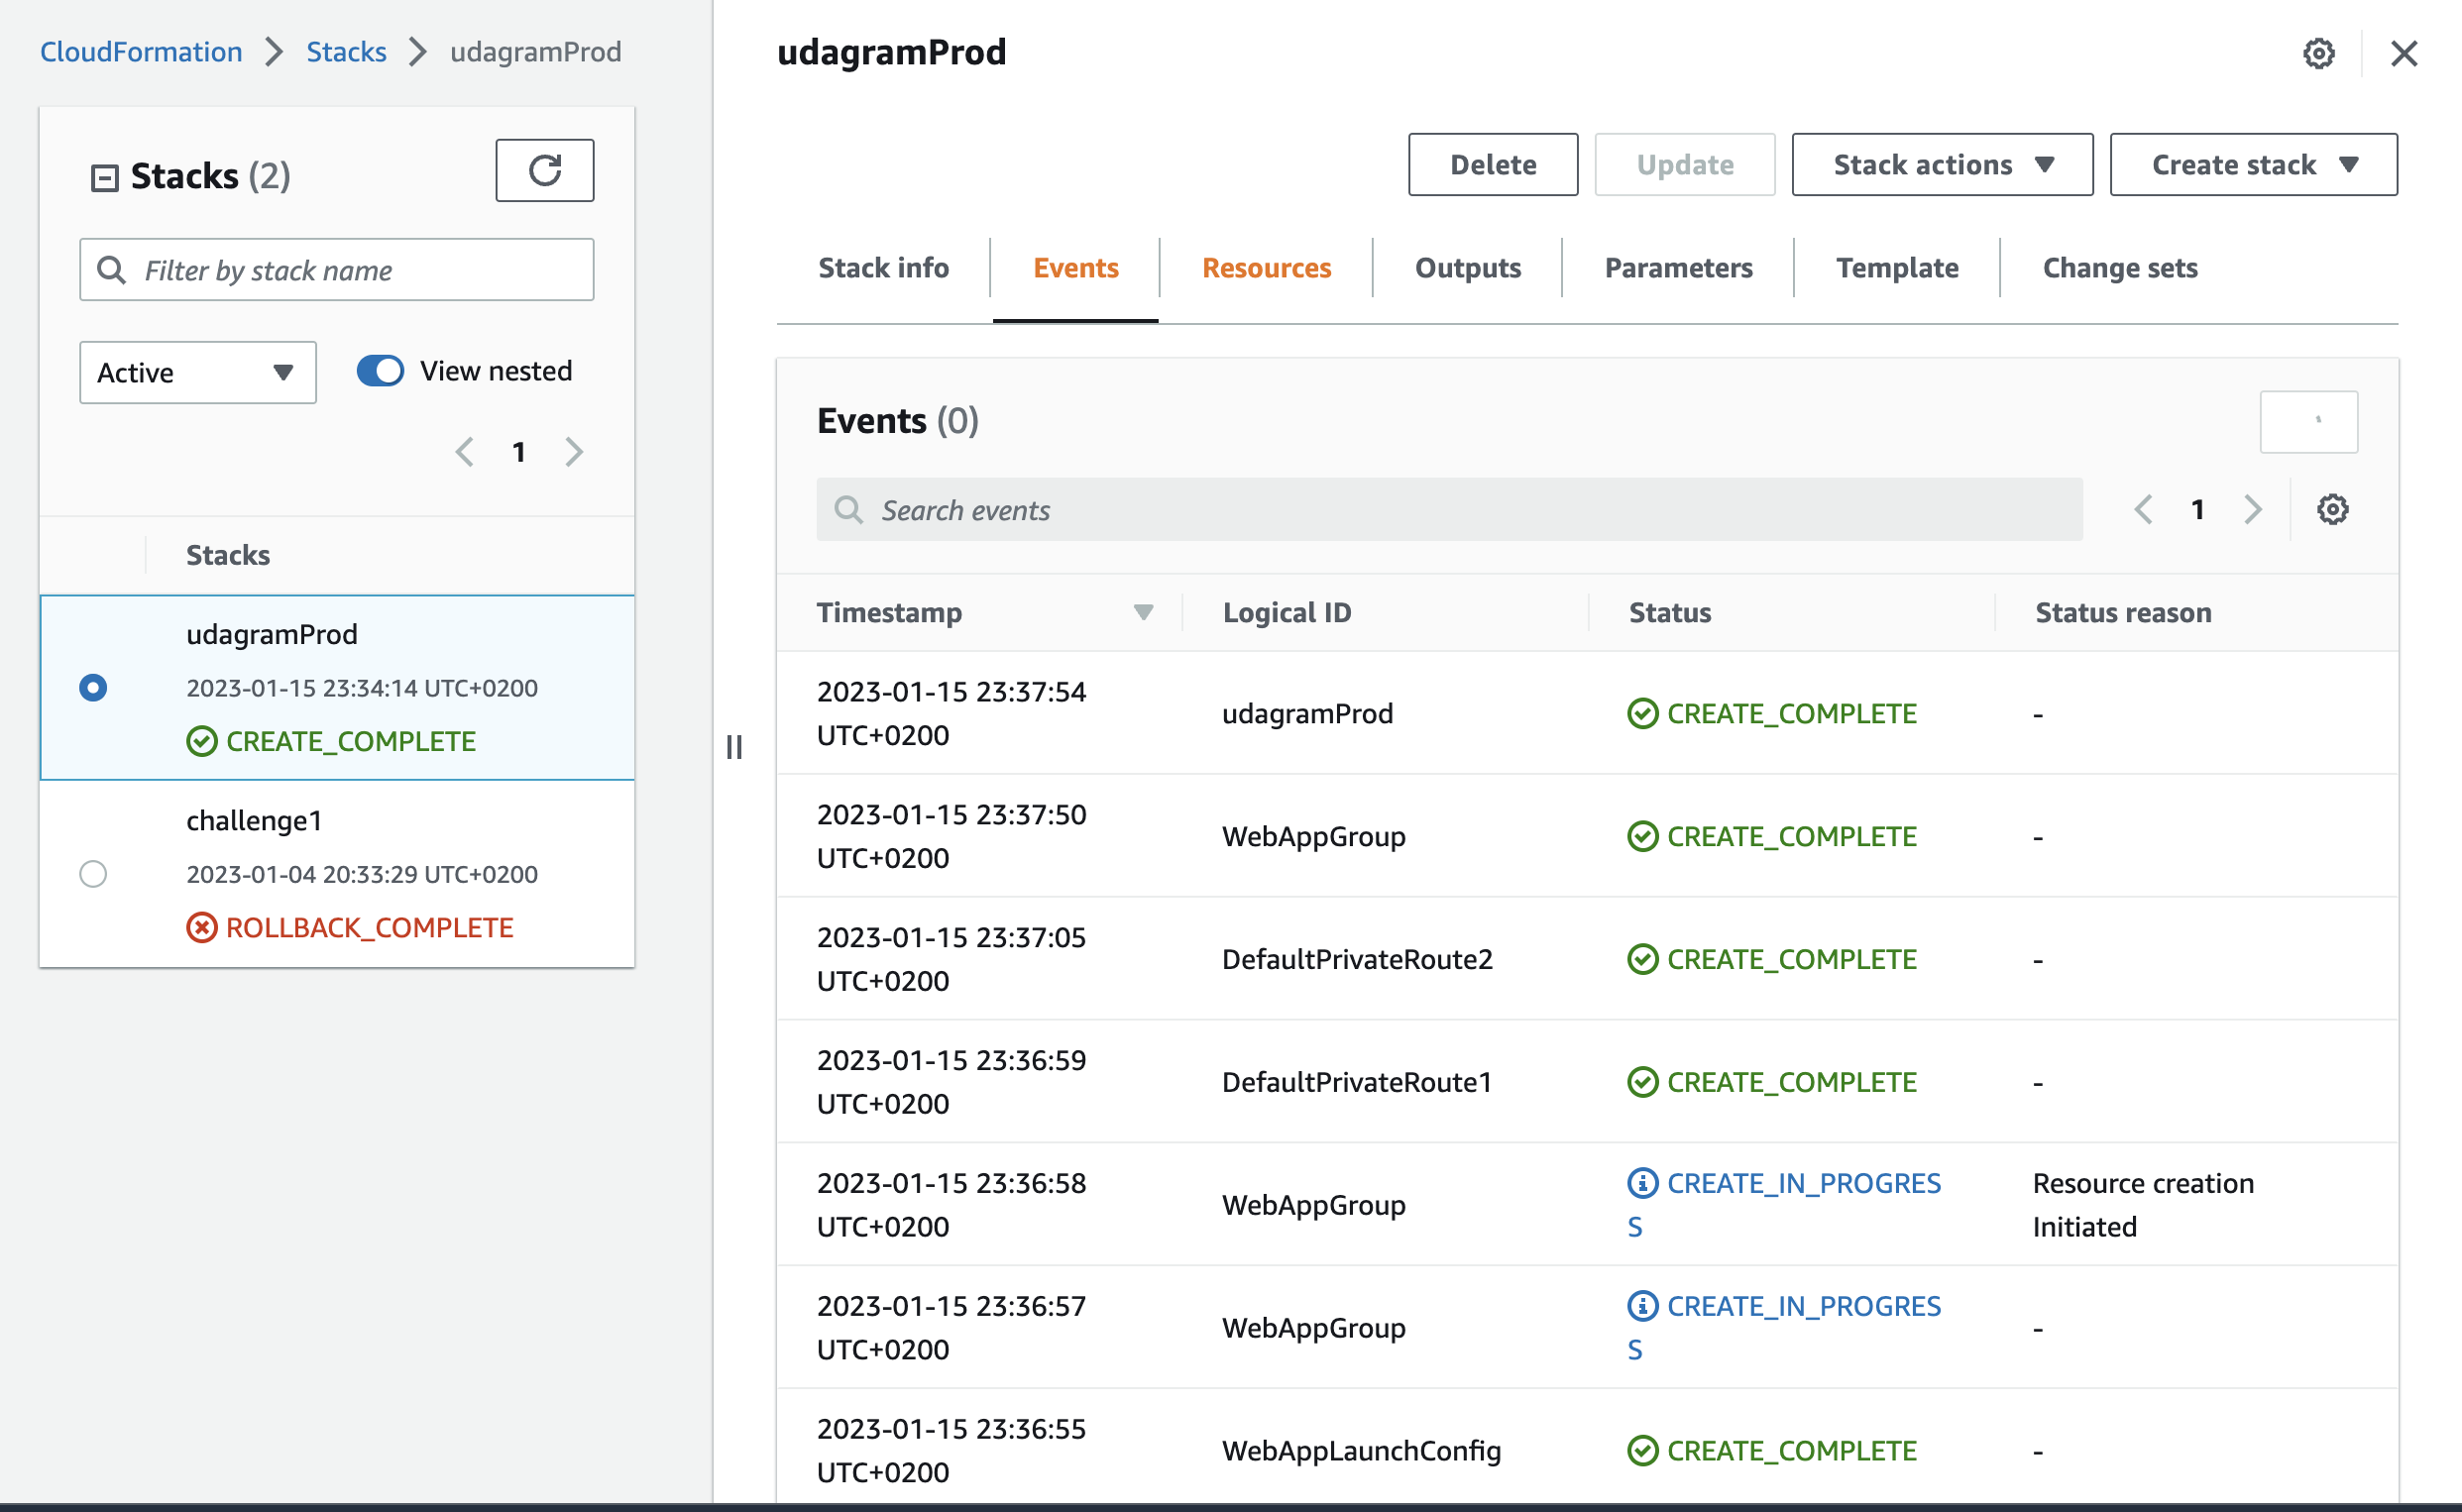 CloudFormation > Stacks > udagramProd
Stacks (2)
Filter by stack name
Active
View nested
1
Stacks
udagramProd
2023-01-15 23:34:14 UTC+0200
CREATE_COMPLETE
challenge1
2023-01-04 20:33:29 UTC+0200
ROLLBACK_COMPLETE
udagramProd
Delete
Update
Stack actions
Create stack
Stack info
Events
Resources
Outputs
Parameters
Template
Change sets
Events (0)
Search events
1
Timestamp
Logical ID
Status
Status reason
2023-01-15 23:37:54
UTC+0200
udagramProd
CREATE_COMPLETE
-
2023-01-15 23:37:50
UTC+0200
WebAppGroup
CREATE_COMPLETE
-
2023-01-15 23:37:05
UTC+0200
DefaultPrivateRoute2
CREATE_COMPLETE
-
2023-01-15 23:36:59
UTC+0200
DefaultPrivateRoute1
CREATE_COMPLETE
-
2023-01-15 23:36:58
UTC+0200
WebAppGroup
CREATE_IN_PROGRES
S
Resource creation
Initiated
2023-01-15 23:36:57
UTC+0200
WebAppGroup
CREATE_IN_PROGRES
S
-
2023-01-15 23:36:55
UTC+0200
WebAppLaunchConfig
CREATE_COMPLETE
-